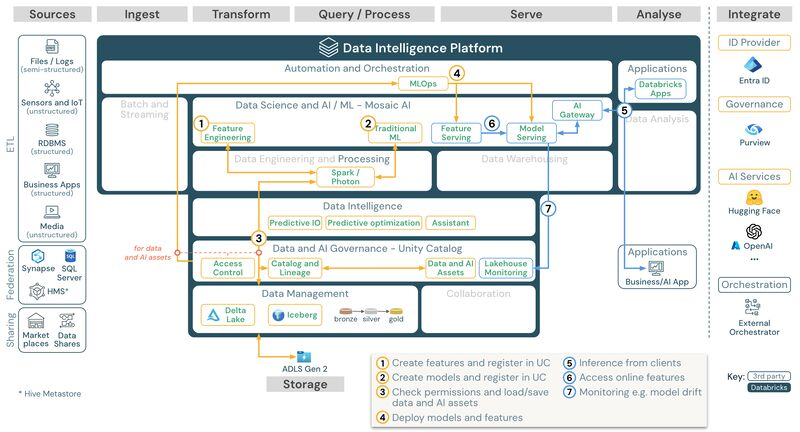 Sources
Ingest
Transform
Query / Process
Serve
Analyse
Integrate
ETL
Files / Logs
(semi-structured)
Sensors and IoT
(unstructured)
RDBMS
(structured)
Business Apps
(structured)
Media
(unstructured)
Federation
Synapse
SQL
Server
HMS*
Sharing
Market
places
Data
Shares
* Hive Metastore
Data Intelligence Platform
Automation and Orchestration
MLOps
4
Batch and
Streaming
Data Science and AI / ML - Mosaic AI
1
Feature
Engineering
2
Traditional
ML
Feature
Serving
6
Model
Serving
AI
Gateway
5
Applications
Databricks
Apps
Data Analysis
Data Engineering and Processing
Spark /
Photon
Data Warehousing
7
Data Intelligence
Predictive IO
Predictive optimization
Assistant
3
for data
and AI assets
Data and AI Governance - Unity Catalog
Access
Control
Catalog and
Lineage
Data and AI
Assets
Lakehouse
Monitoring
Data Management
Delta
Lake
Iceberg
bronze
silver
gold
Collaboration
Applications
Business/AI App
ADLS Gen 2
Storage
1 Create features and register in UC
2 Create models and register in UC
3 Check permissions and load/save
data and AI assets
4 Deploy models and features
5 Inference from clients
6 Access online features
7 Monitoring e.g. model drift
ID Provider
Entra ID
Governance
Purview
AI Services
Hugging Face
OpenAI
...
Orchestration
External
Orchestrator
Key:
3rd party
Databricks